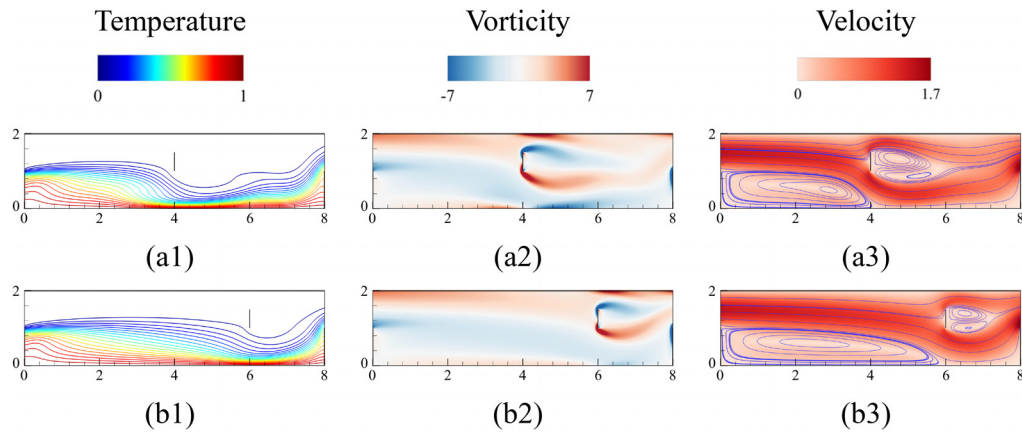 Temperature Vorticity Velocity
0 1 -7 7 0 1.7
2 2 2
0 0 0
0 2 4 6 8 0 2 4 6 8 0 2 4 6 8
(a1) (a2) (a3)
2 2 2
0 0 0
0 2 4 6 8 0 2 4 6 8 0 2 4 6 8
(b1) (b2) (b3)